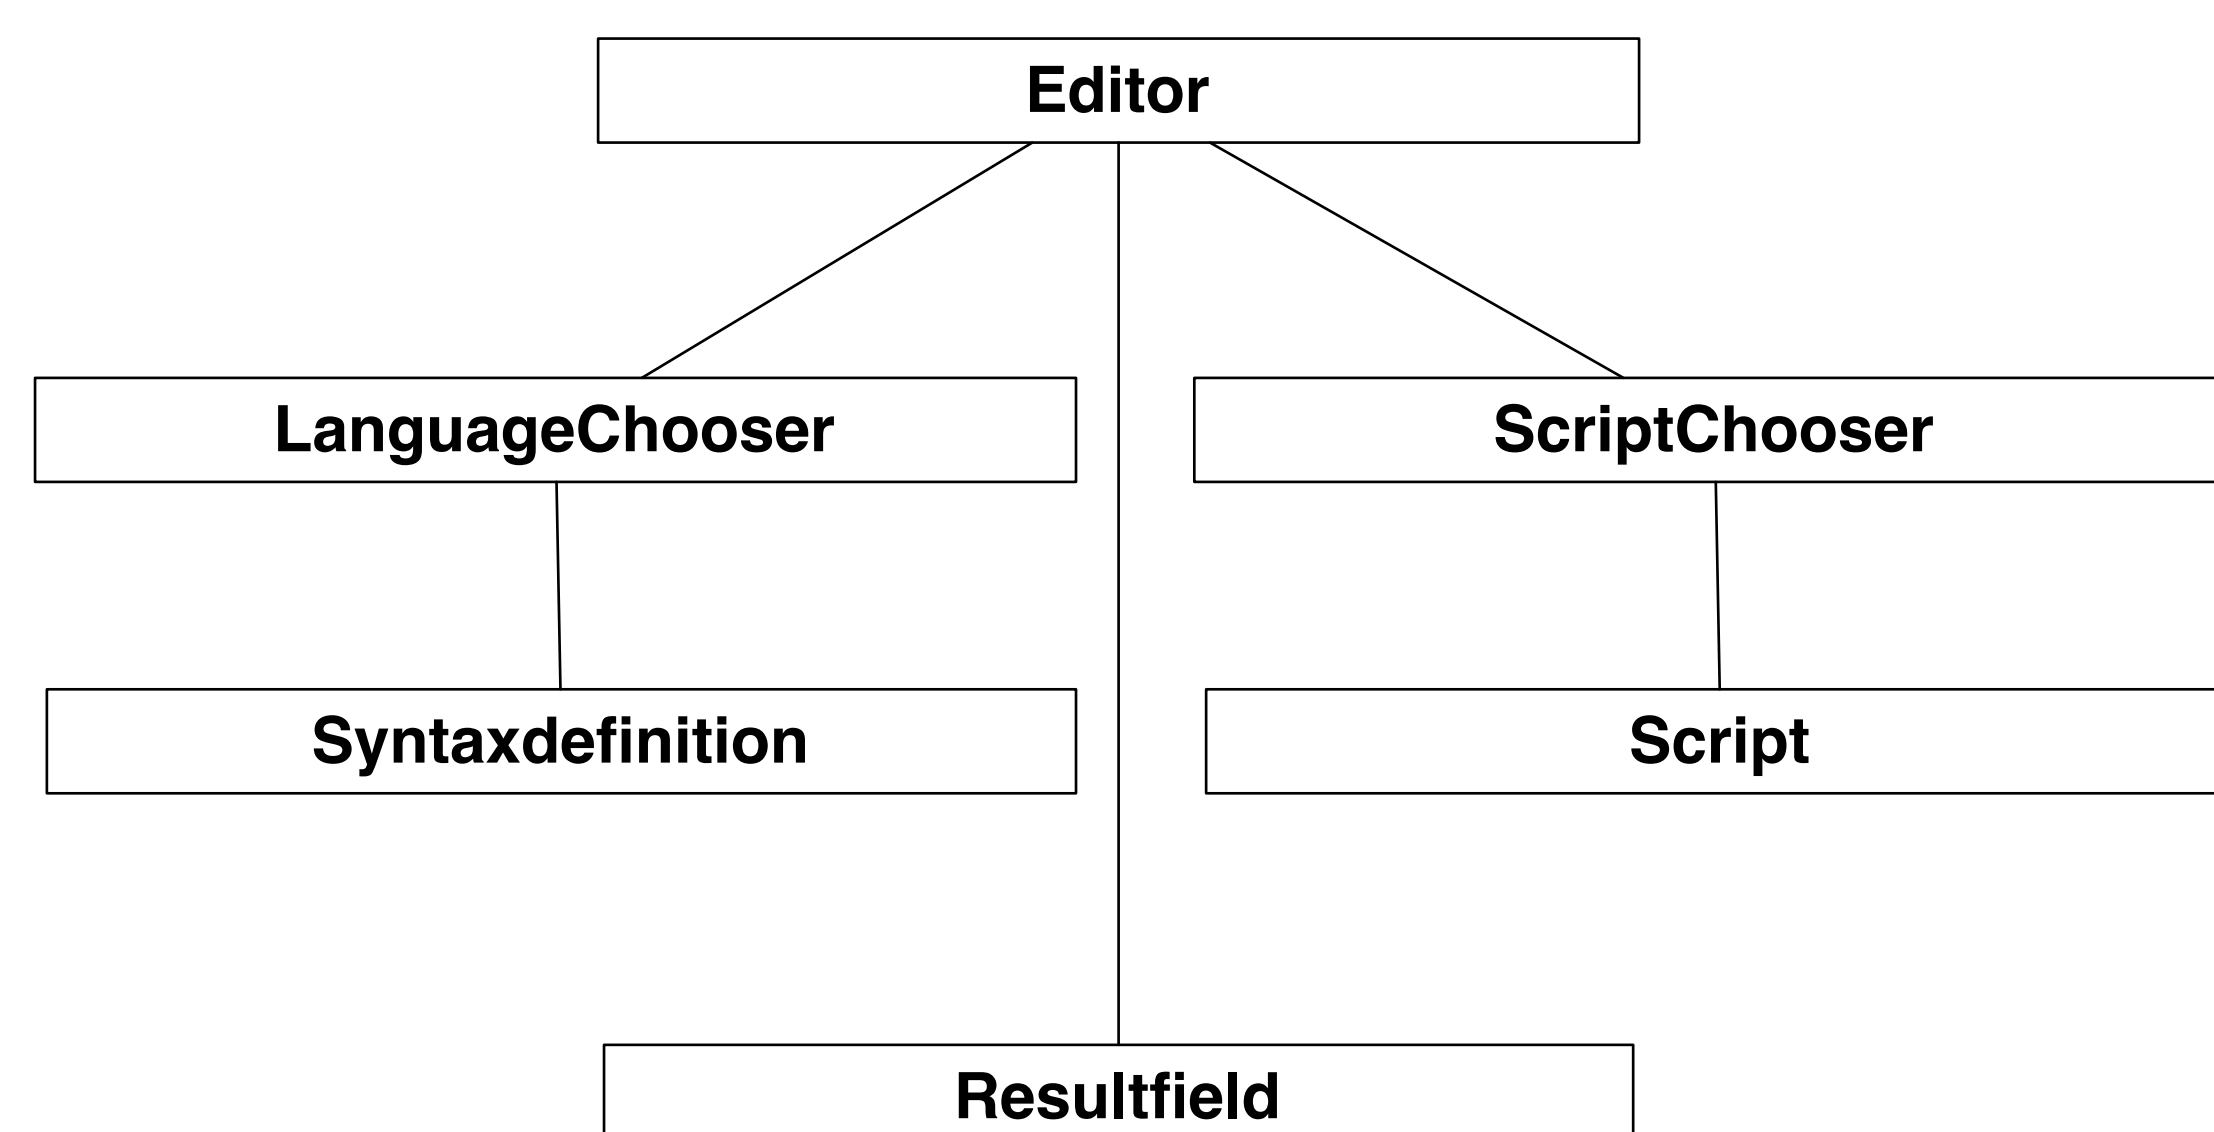 Editor
LanguageChooser
ScriptChooser
Syntaxdefinition
Script
Resultfield